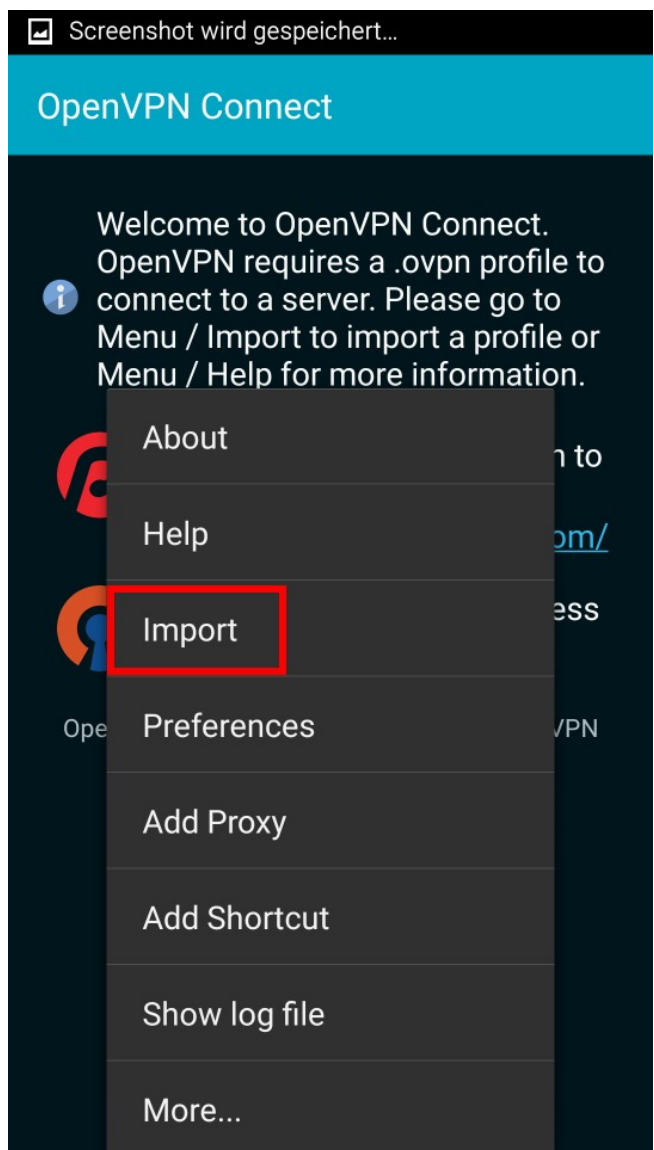 Screenshot wird gespeichert...
OpenVPN Connect
Welcome to OpenVPN Connect.
OpenVPN requires a .ovpn profile to
connect to a server. Please go to
Menu / Import to import a profile or
Menu / Help for more information.
About
to
Help
om/
Import
ess
Preferences
Ope
VPN
Add Proxy
Add Shortcut
Show log file
More...